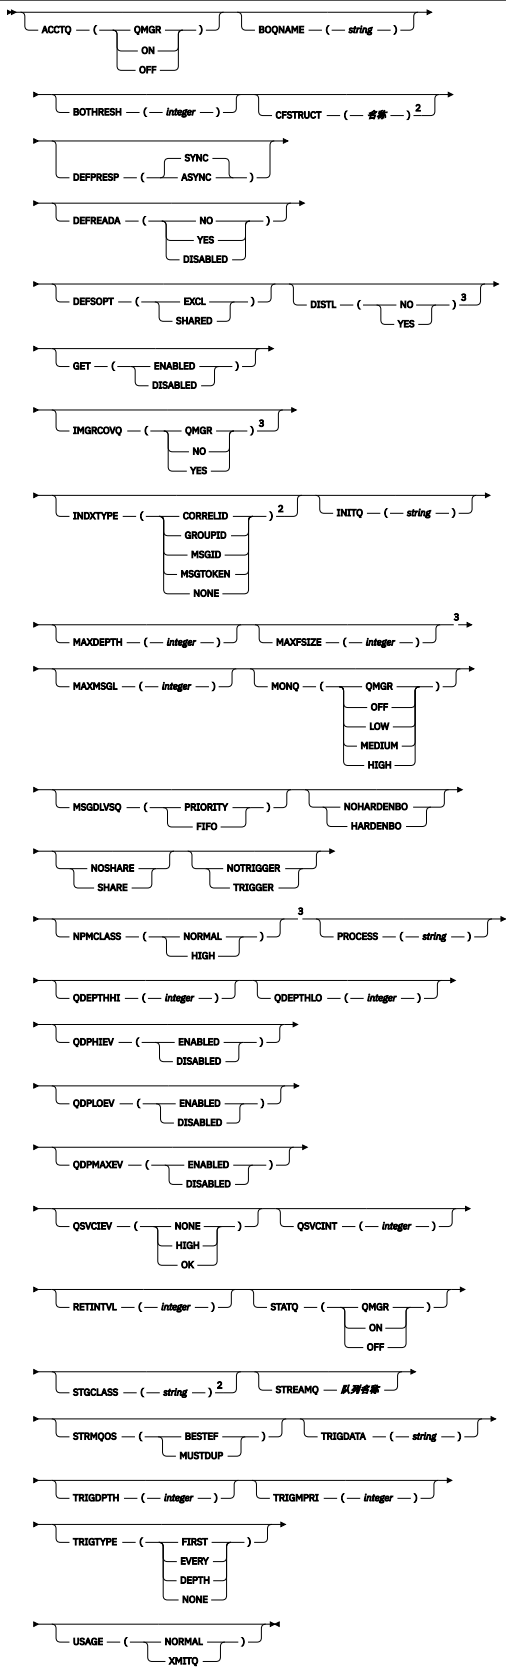 ACCTQ ( QMGR ) BOQNAME ( string )
ON
OFF
BOTHRESH ( integer ) CFSTRUCT ( 名称 ) 2
SYNC
DEFPRESP ( ASYNC )
DEFREADA ( NO )
YES
DISABLED
DEFSOPT ( EXCL ) DISTL ( NO ) 3
SHARED YES
GET ( ENABLED )
DISABLED
IMGRCOVQ ( QMGR ) 3
NO
YES
INDXTYPE ( CORRELID ) 2 INITQ ( string )
GROUPID
MSGID
MSGTOKEN
NONE
MAXDEPTH ( integer ) MAXFSIZE ( integer ) 3
MAXMSGL ( integer ) MONQ ( QMGR )
OFF
LOW
MEDIUM
HIGH
MSGDLVSQ ( PRIORITY ) NOHARDENBO
FIFO HARDENBO
NOSHARE NOTRIGGER
SHARE TRIGGER
NPMCLASS ( NORMAL ) 3 PROCESS ( string )
HIGH
QDEPTHHI ( integer ) QDEPTHLO ( integer )
QDPHIEV ( ENABLED )
DISABLED
QDPLOEV ( ENABLED )
DISABLED
QDPMAXEV ( ENABLED )
DISABLED
QSVCIEV ( NONE ) QSVCINT ( integer )
HIGH
OK
RETINTVL ( integer ) STATQ ( QMGR )
ON
OFF
STGCLASS ( string ) 2 STREAMQ 队列名称
STRMQOS ( BESTEF ) TRIGDATA ( string )
MUSTDUP
TRIGDPTH ( integer ) TRIGMPRI ( integer )
TRIGTYPE ( FIRST )
EVERY
DEPTH
NONE
USAGE ( NORMAL )
XMITQ